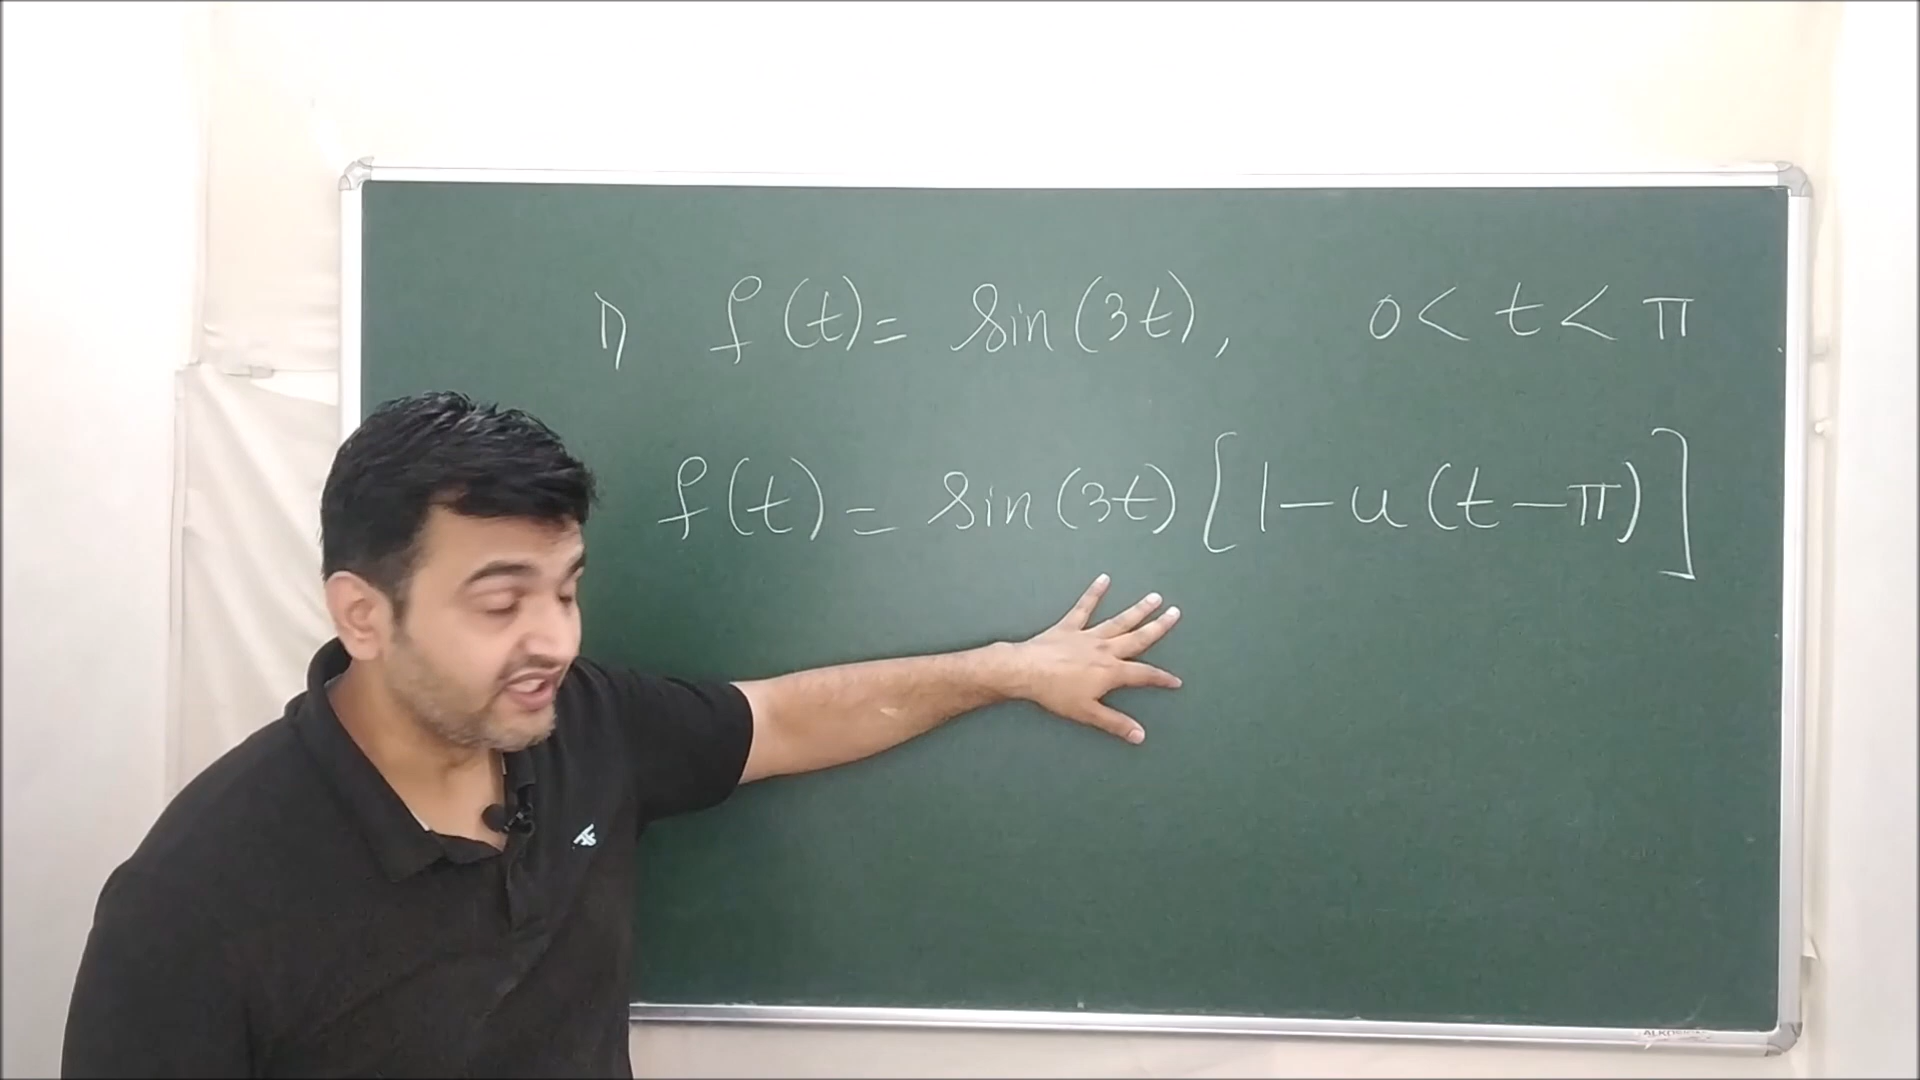 1) f(t) = sin(3t), 0 < t < π
f(t) = sin(3t) [1 - u(t - π)]